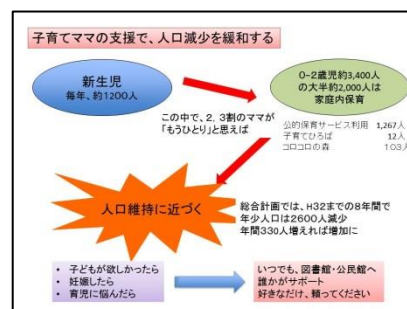 子育てママの支援で、人口減少を緩和する
新生児
毎年、約1200人
0-2歳児約3,400人
の大半約2,000人は
家庭内保育
この中で、2、3割のママが
「もうひとり」と思えば
公的保育サービス利用 1,267人
子育てひろば 12人
コロコロの森 103人
人口維持に近づく
総合計画では、H32までの8年間で
年少人口は2600人減少
年間330人増えれば増加に
• 子どもが欲しかったら
• 妊娠したら
• 育児に悩んだら
いつでも、図書館・公民館へ
誰かがサポート
好きなだけ、頼ってください